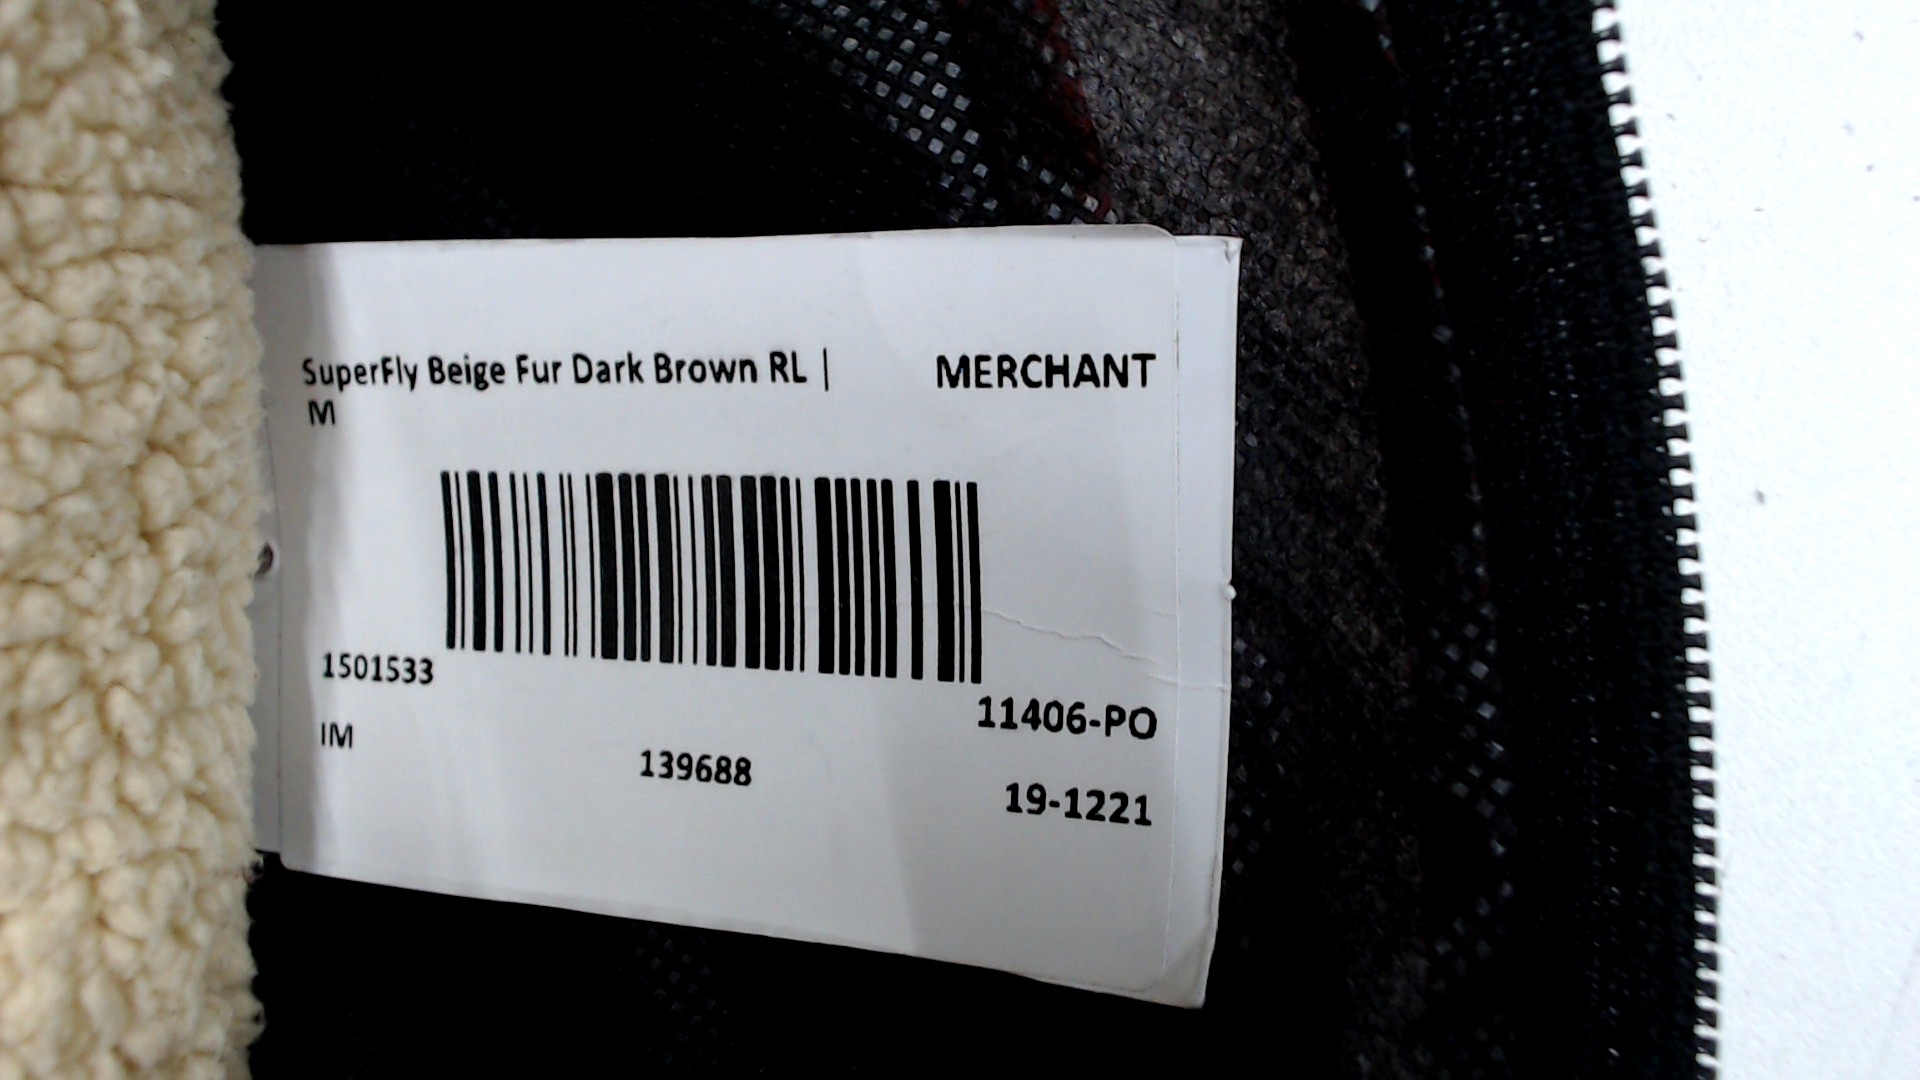 SuperFly Beige Fur Dark Brown RL | MERCHANT
M
1501533
11406-PO
IM
139688
19-1221